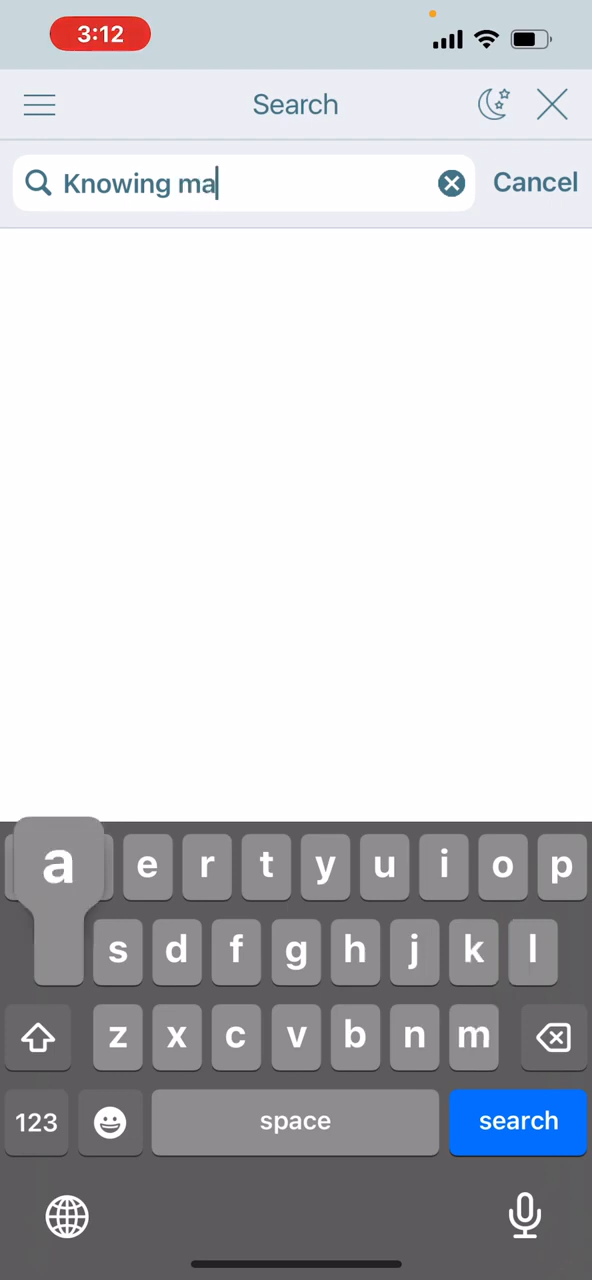 3:12
Search
Knowing ma
Cancel
a e r t y u i o p
s d f g h j k l
z x c v b n m
123 space search